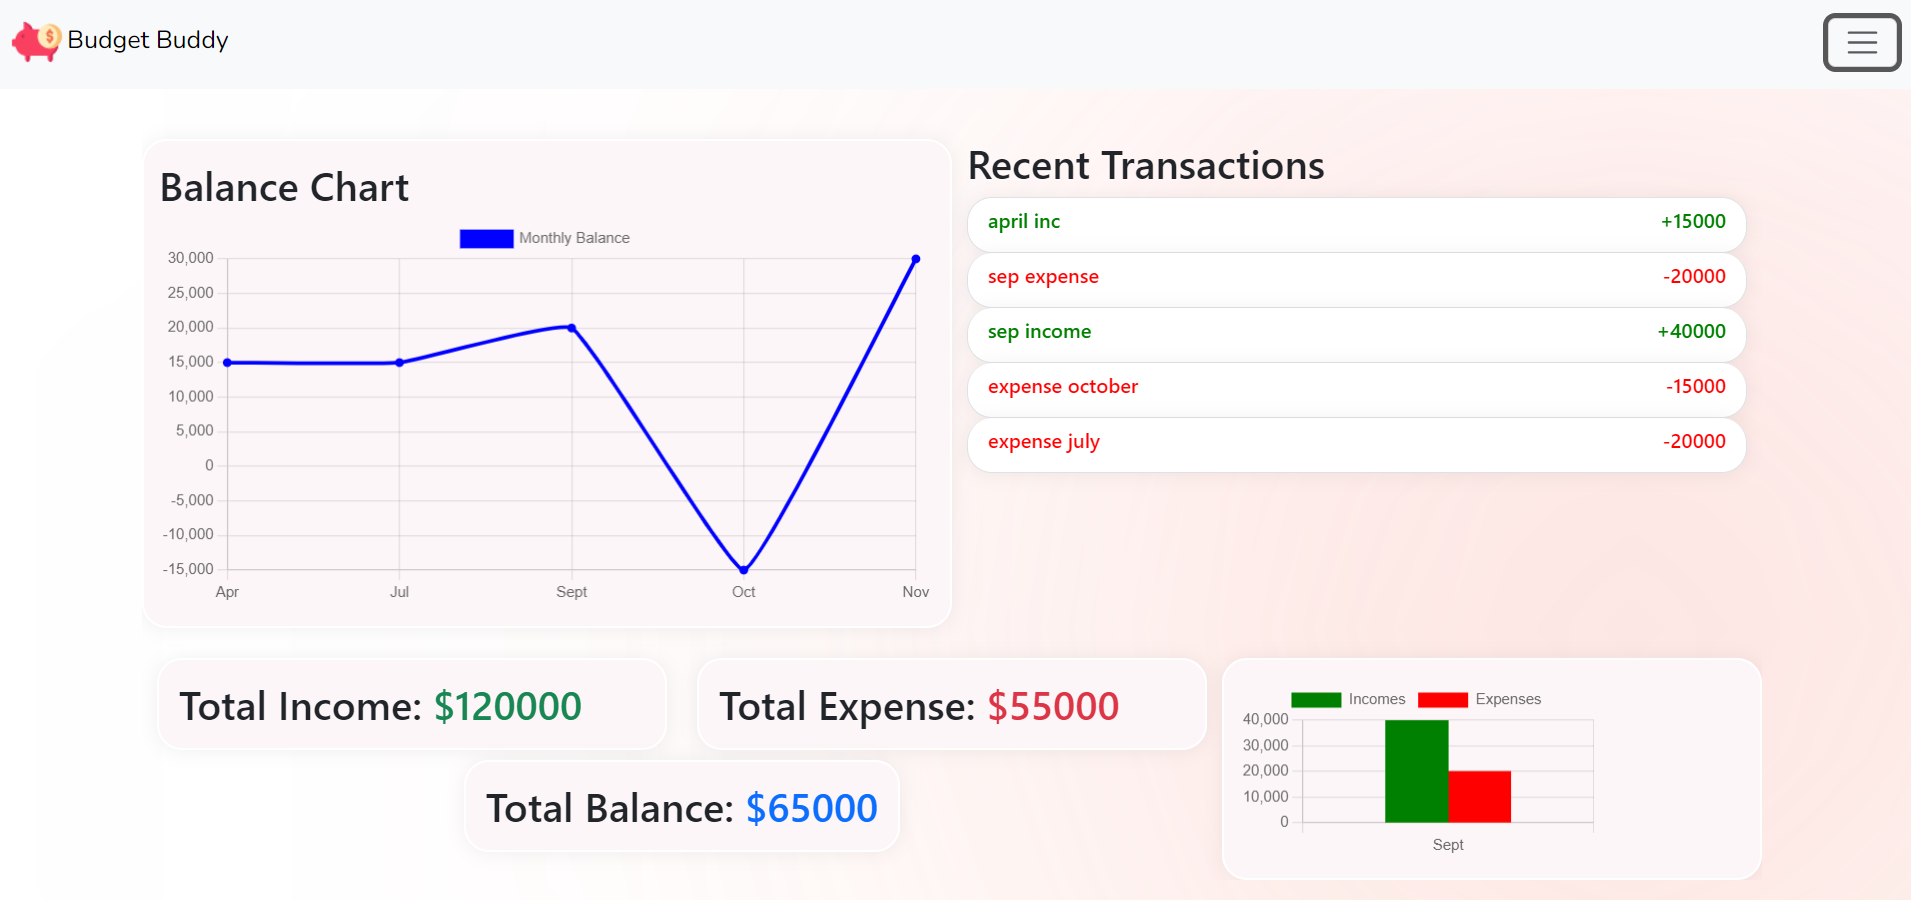 Budget Buddy
Balance Chart
Monthly Balance
30,000
25,000
20,000
15,000
10,000
5,000
0
-5,000
-10,000
-15,000
Apr Jul Sept Oct Nov
Recent Transactions
april inc +15000
sep expense -20000
sep income +40000
expense october -15000
expense july -20000
Total Income: $120000
Total Expense: $55000
Total Balance: $65000
Incomes Expenses
40,000
30,000
20,000
10,000
0
Sept